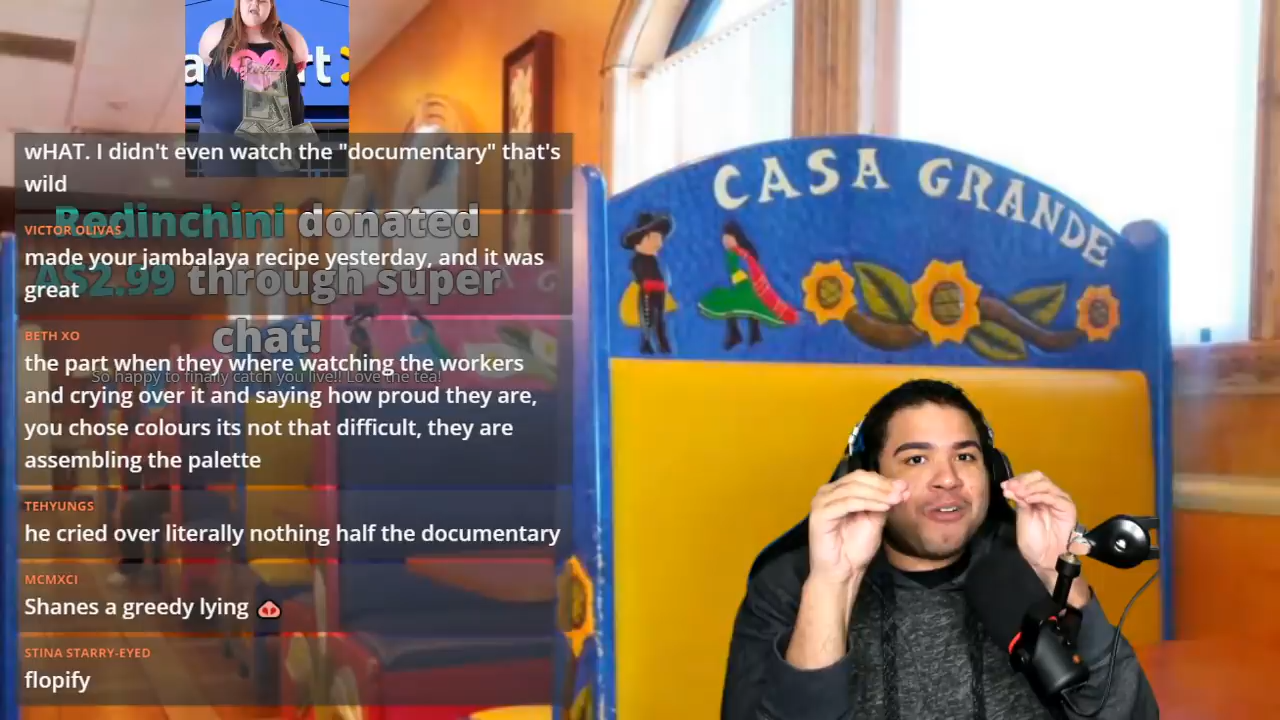 wHAT. I didn't even watch the "documentary" that's
wild
Redinchini donated
A$2.99 through super
chat!
So happy to finally catch you live!! Love the tea!
VICTOR OLIVAS
made your jambalaya recipe yesterday, and it was
great
BETH XO
the part when they where watching the workers
and crying over it and saying how proud they are,
you chose colours its not that difficult, they are
assembling the palette
TEHYUNGS
he cried over literally nothing half the documentary
MCMXCI
Shanes a greedy lying 🐽
STINA STARRY-EYED
flopify
CASA GRANDE